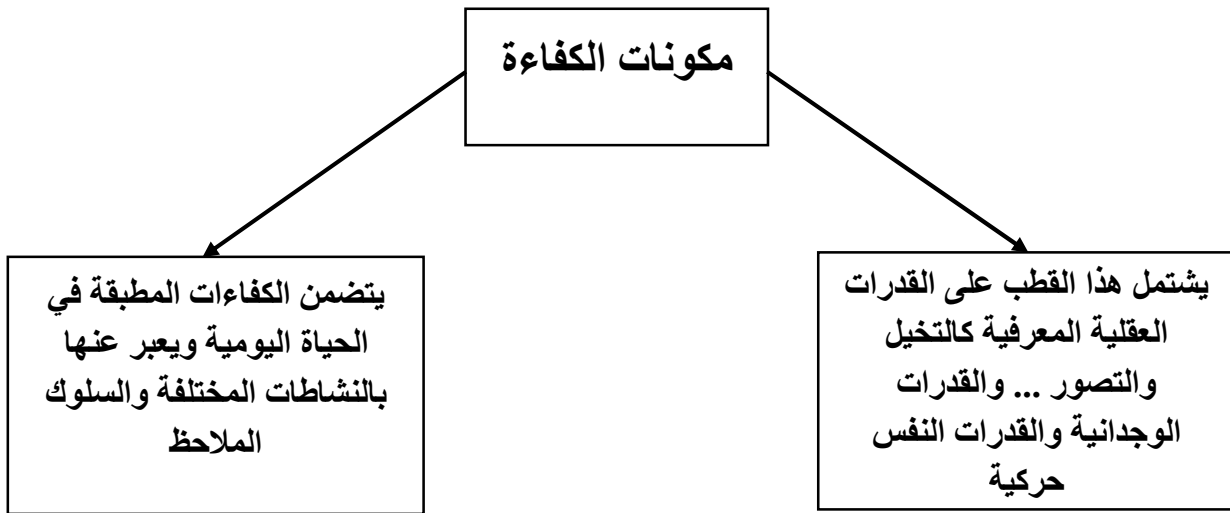 مكونات الكفاءة
يشتمل هذا القطب على القدرات
العقلية المعرفية كالتخيل
والتصور ... والقدرات
الوجدانية والقدرات النفس
حركية
يتضمن الكفاءات المطبقة في
الحياة اليومية ويعبر عنها
بالنشاطات المختلفة والسلوك
الملاحظ